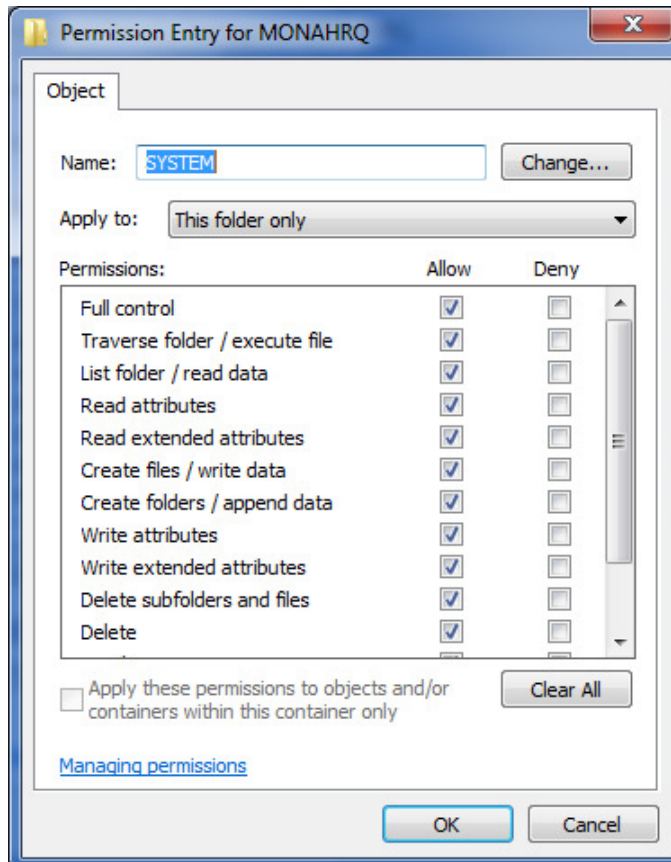 Permission Entry for MONAHRQ
Object
Name: SYSTEM Change...
Apply to: This folder only
Permissions: Allow Deny
Full control
Traverse folder / execute file
List folder / read data
Read attributes
Read extended attributes
Create files / write data
Create folders / append data
Write attributes
Write extended attributes
Delete subfolders and files
Delete
Apply these permissions to objects and/or
containers within this container only
Clear All
Managing permissions
OK Cancel